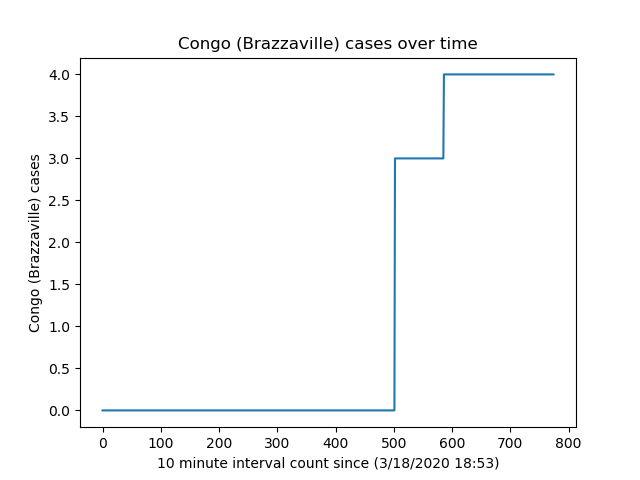 Congo (Brazzaville) cases over time
4.0
3.5
3.0
2.5
2.0
1.5
1.0
0.5
0.0
Congo (Brazzaville) cases
0 100 200 300 400 500 600 700 800
10 minute interval count since (3/18/2020 18:53)